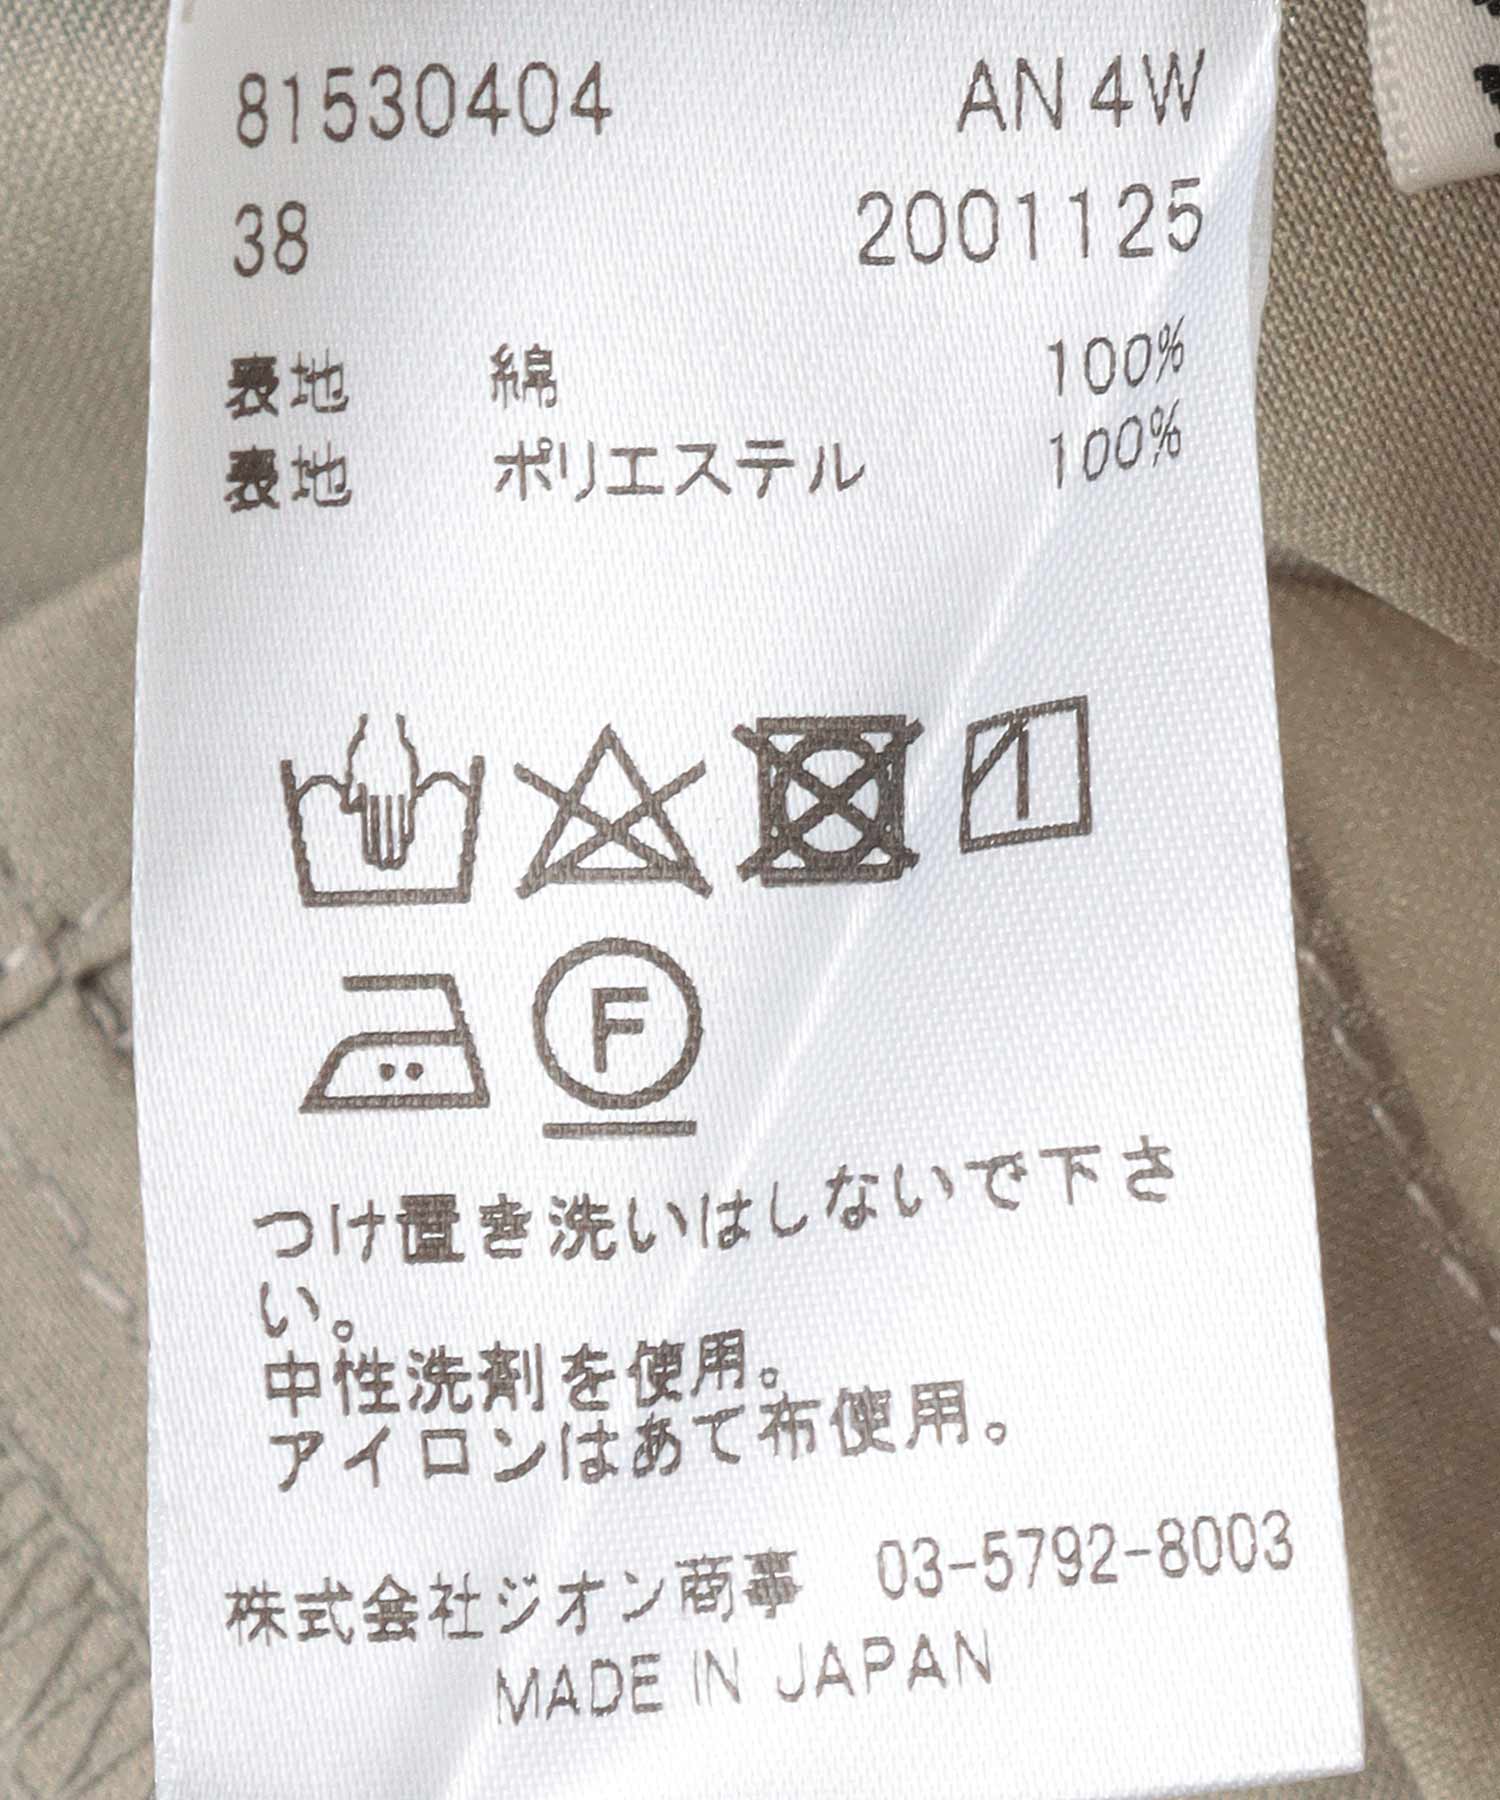 81530404 AN4W
38 2001125
表地 綿 100%
表地 ポリエステル 100%
F
つけ置き洗いはしないで下さ
い。
中性洗剤を使用。
アイロンはあて布使用。
株式会社ジオン商事 03-5792-8003
MADE IN JAPAN